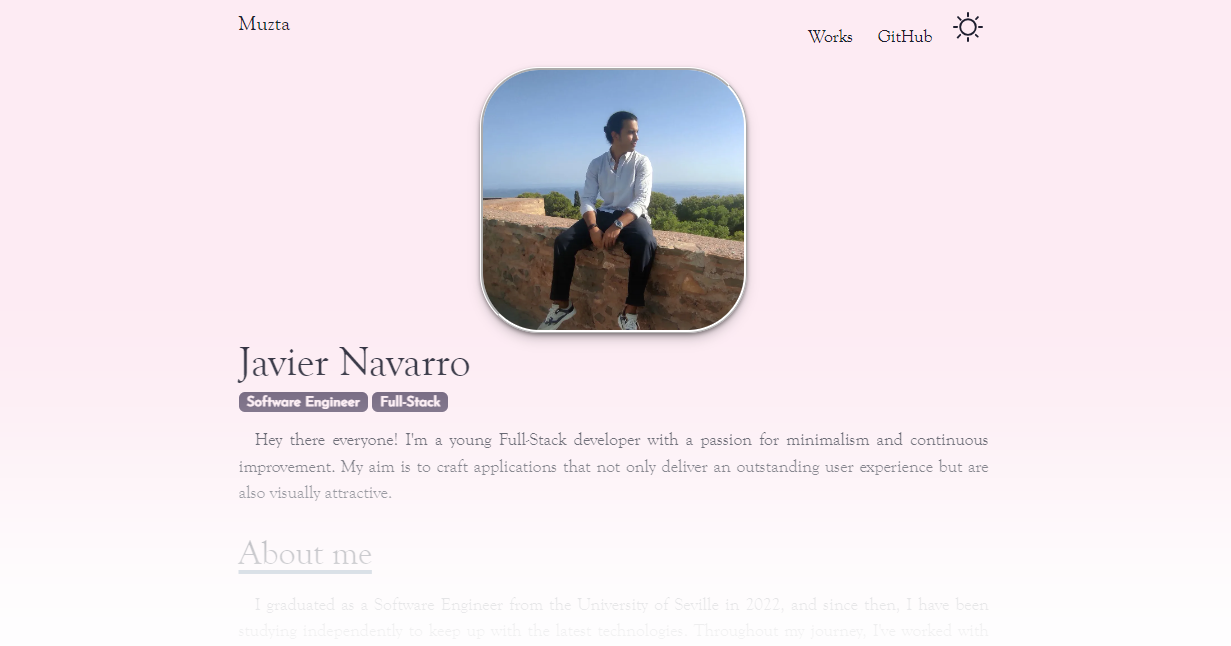 Muzta
Works GitHub
Javier Navarro
Software Engineer Full-Stack
Hey there everyone! I'm a young Full-Stack developer with a passion for minimalism and continuous
improvement. My aim is to craft applications that not only deliver an outstanding user experience but are
also visually attractive.
About me
I graduated as a Software Engineer from the University of Seville in 2022, and since then, I have been
studying independently to keep up with the latest technologies. Throughout my journey, I've worked with